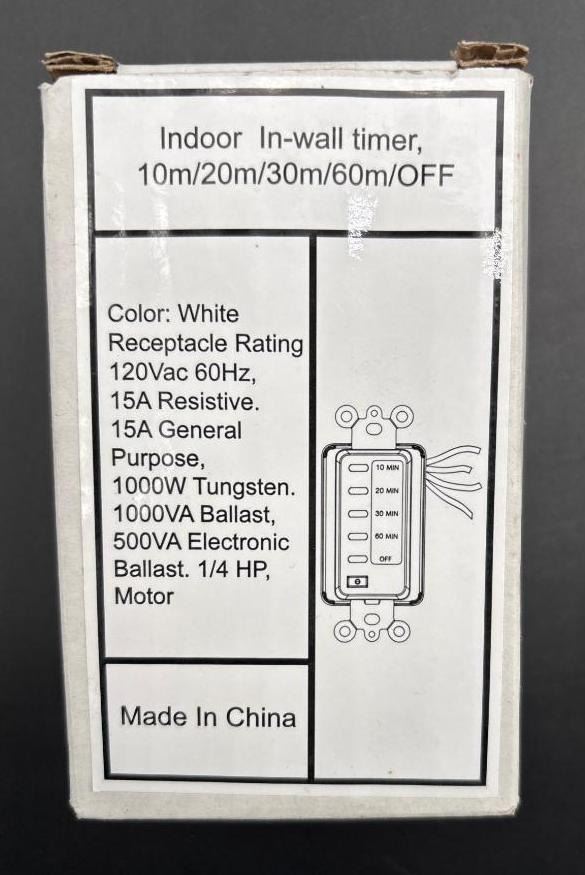 Indoor In-wall timer,
10m/20m/30m/60m/OFF
Color: White
Receptacle Rating
120Vac 60Hz,
15A Resistive.
15A General
Purpose,
1000W Tungsten.
1000VA Ballast,
500VA Electronic
Ballast. 1/4 HP,
Motor
Made In China
10 MIN
20 MIN
30 MIN
60 MIN
OFF